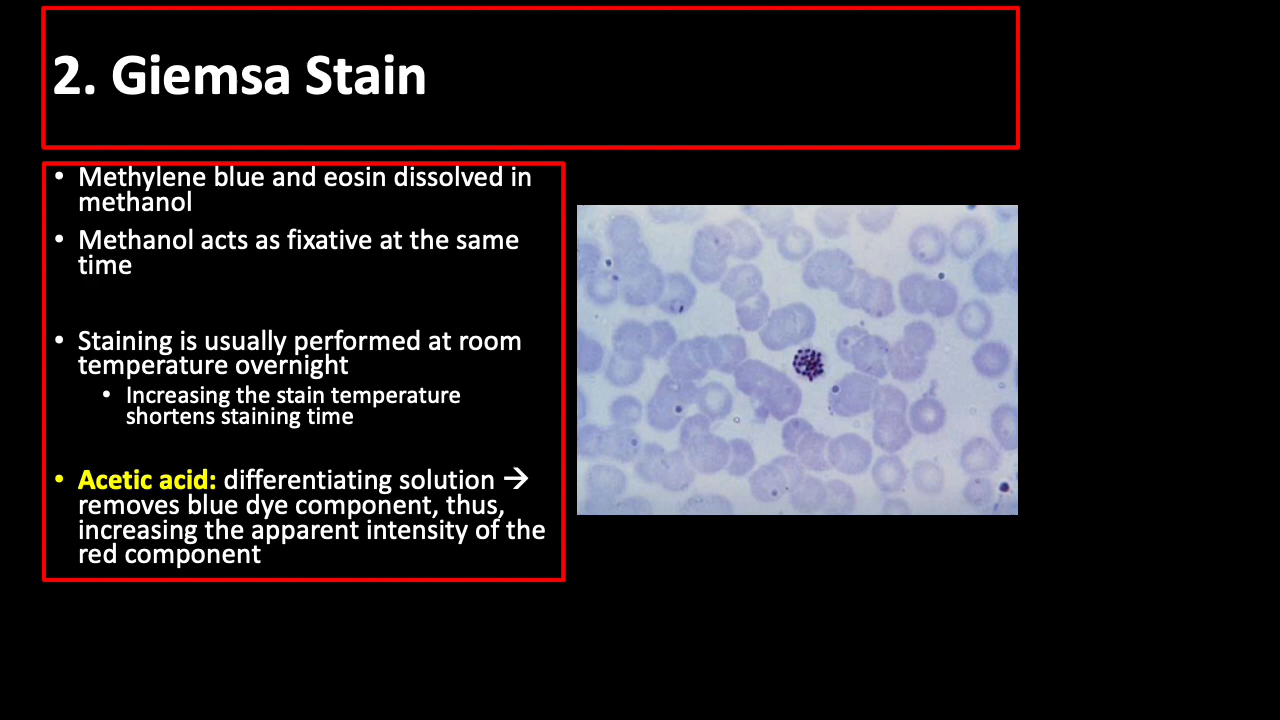 2. Giemsa Stain
• Methylene blue and eosin dissolved in
methanol
• Methanol acts as fixative at the same
time
• Staining is usually performed at room
temperature overnight
• Increasing the stain temperature
shortens staining time
• Acetic acid: differentiating solution →
removes blue dye component, thus,
increasing the apparent intensity of the
red component